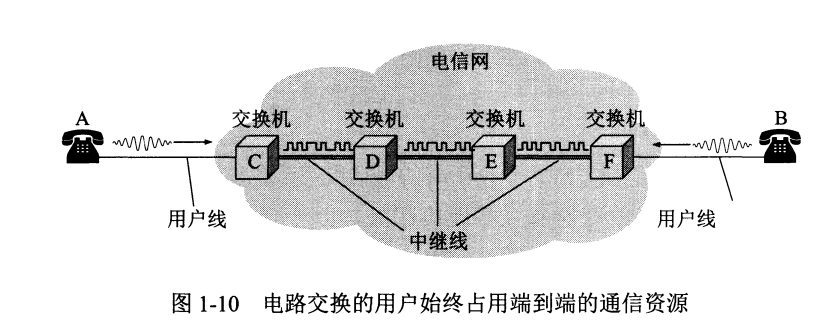 电信网
A
交换机
交换机
交换机
交换机
B
C
D
E
F
用户线
中继线
用户线
图 1-10 电路交换的用户始终占用端到端的通信资源